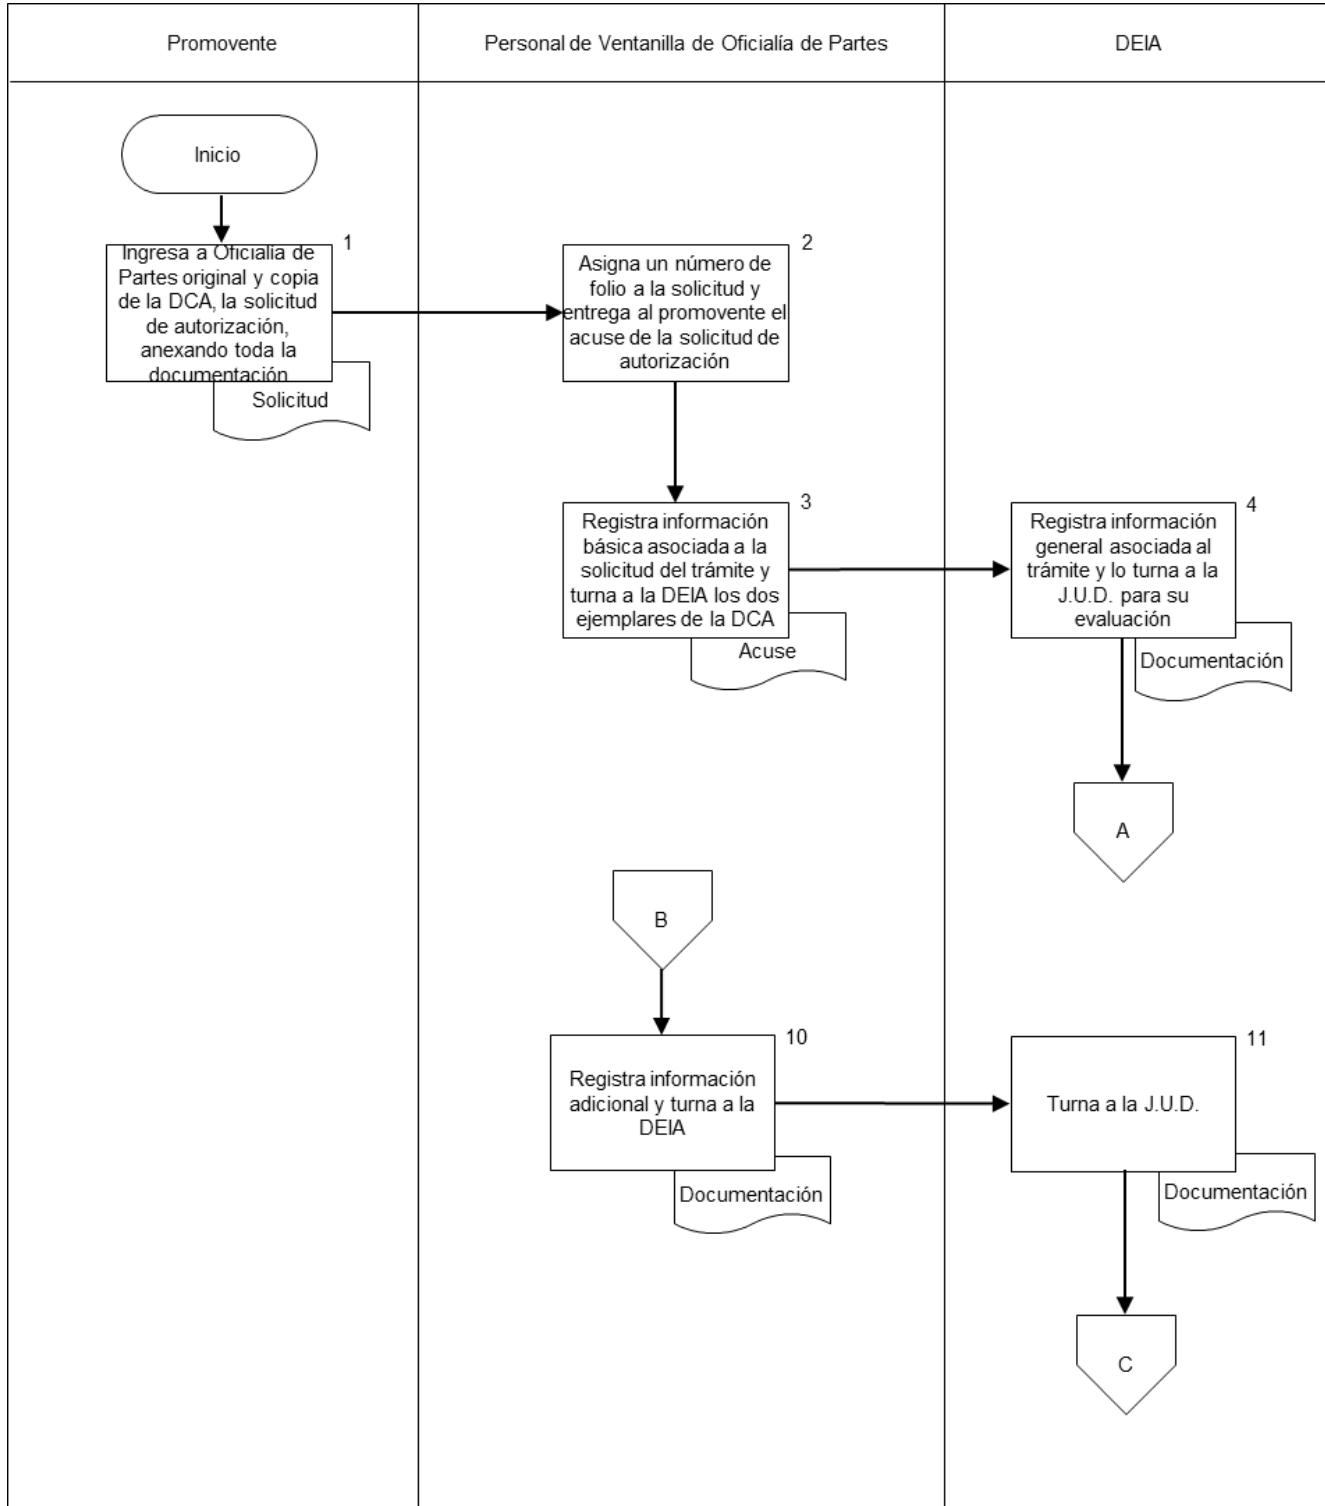 Promovente
Personal de Ventanilla de Oficialía de Partes
DEIA
Inicio
1
Ingresa a Oficialía de
Partes original y copia
de la DCA, la solicitud
de autorización,
anexando toda la
documentación
Solicitud
2
Asigna un número de
folio a la solicitud y
entrega al promovente el
acuse de la solicitud de
autorización
3
Registra información
básica asociada a la
solicitud del trámite y
turna a la DEIA los dos
ejemplares de la DCA
Acuse
4
Registra información
general asociada al
trámite y lo turna a la
J.U.D. para su
evaluación
Documentación
A
B
10
Registra información
adicional y turna a la
DEIA
Documentación
11
Turna a la J.U.D.
Documentación
C